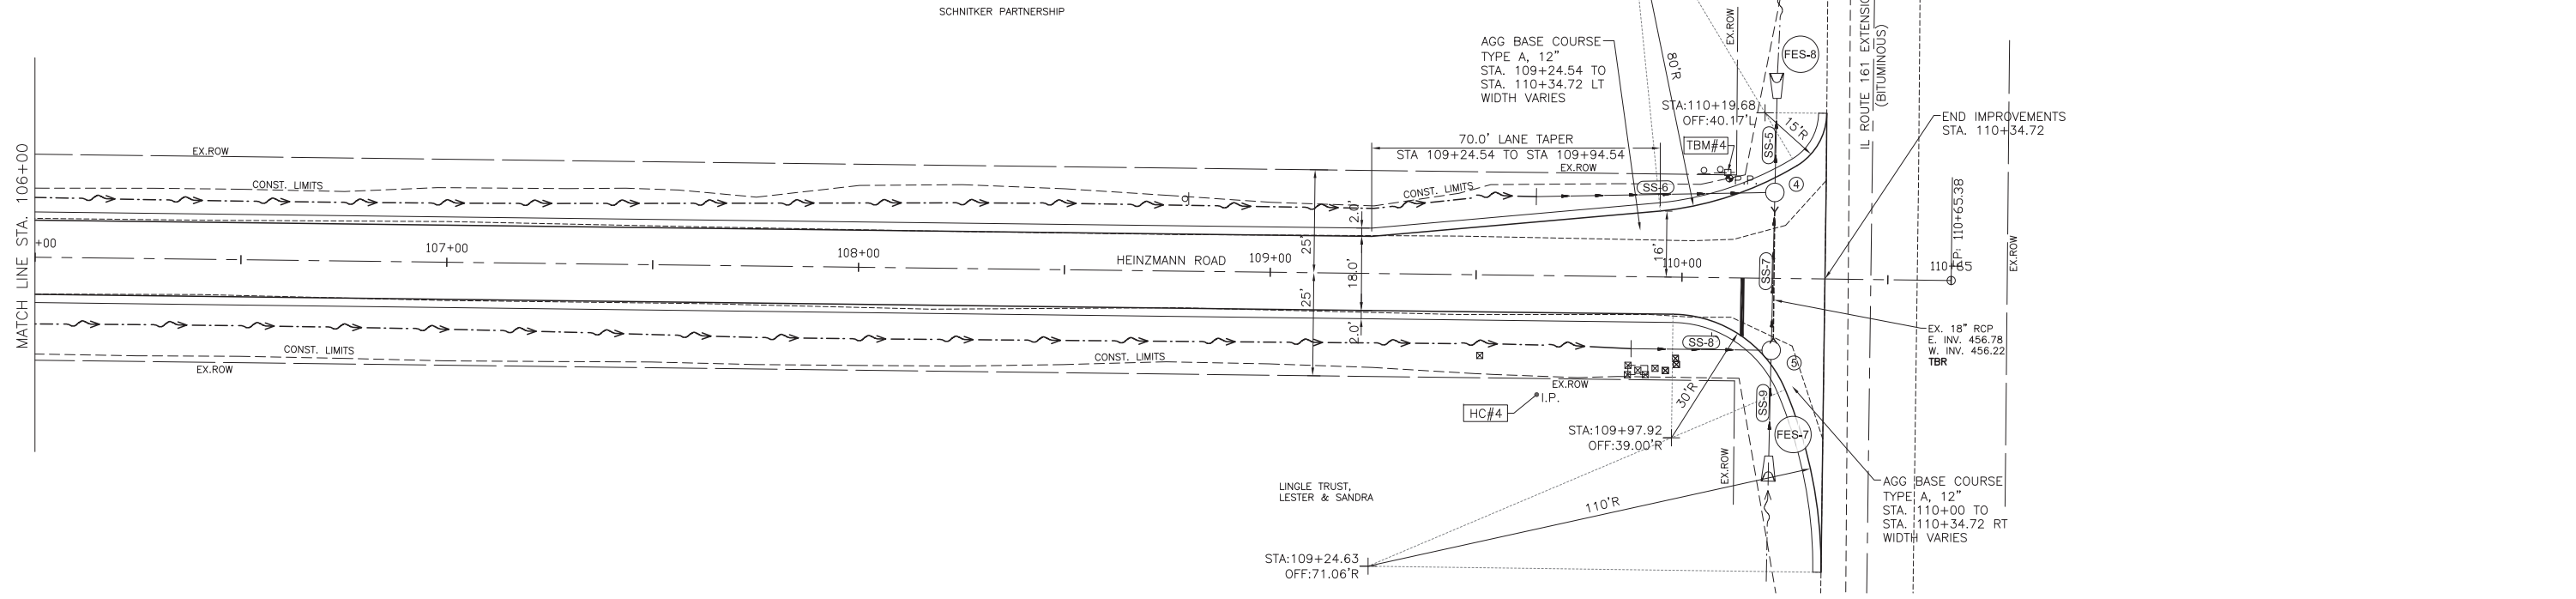 SCHNITKER PARTNERSHIP
MATCH LINE STA. 106+00
EX.ROW
CONST. LIMITS
+00
107+00
108+00
HEINZMANN ROAD
109+00
110+00
110+65
EP: 110+65.38
CONST. LIMITS
EX.ROW
CONST. LIMITS
AGG BASE COURSE
TYPE A, 12"
STA. 109+24.54 TO
STA. 110+34.72 LT
WIDTH VARIES
70.0' LANE TAPER
STA 109+24.54 TO STA 109+94.54
EX.ROW
CONST. LIMITS
SS-6
80'R
STA:110+19.68
OFF:40.17'L
TBM#4
P.P.
EX.ROW
15'R
SS-5
FES-8
4
IL ROUTE 161 EXTENSIO
(BITUMINOUS)
END IMPROVEMENTS
STA. 110+34.72
EX.ROW
25'
25'
2.0'
18.0'
2.0'
16'
SS-7
EX. 18" RCP
E. INV. 456.78
W. INV. 456.22
TBR
SS-8
5
EX.ROW
HC#4
I.P.
30'R
STA:109+97.92
OFF:39.00'R
SS-9
FES-7
EX.ROW
LINGLE TRUST,
LESTER & SANDRA
110'R
STA:109+24.63
OFF:71.06'R
AGG BASE COURSE
TYPE A, 12"
STA. 110+00 TO
STA. 110+34.72 RT
WIDTH VARIES